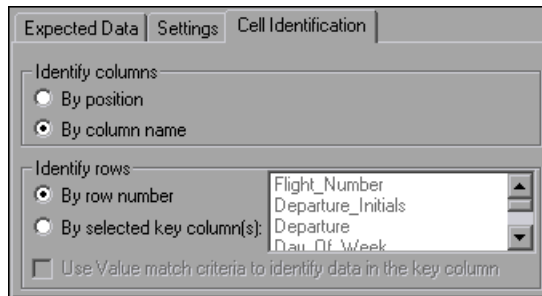 Expected Data Settings Cell Identification
Identify columns
By position
By column name
Identify rows
By row number
By selected key column(s):
Flight_Number
Departure_Initials
Departure
Day_Of_Week
Use Value match criteria to identify data in the key column